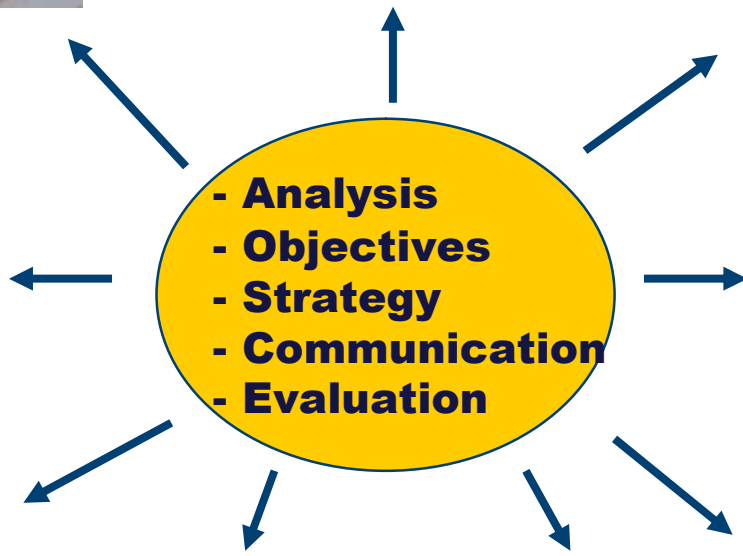 - Analysis
- Objectives
- Strategy
- Communication
- Evaluation